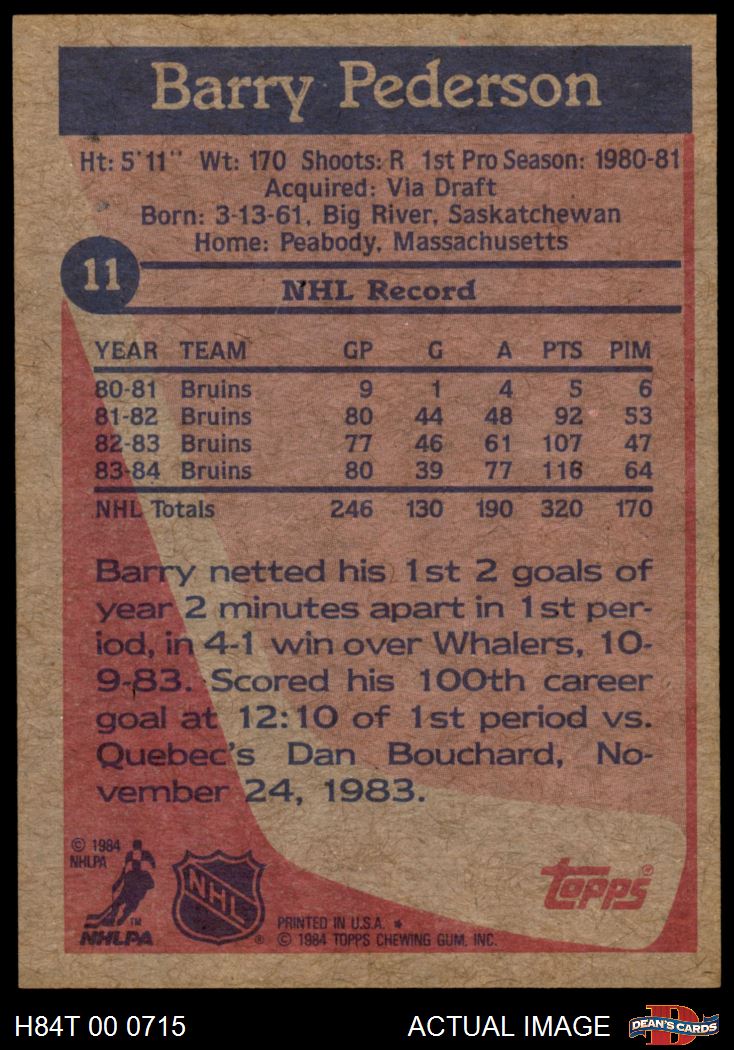 Barry Pederson
Ht: 5'11" Wt: 170 Shoots: R 1st Pro Season: 1980-81
Acquired: Via Draft
Born: 3-13-61, Big River, Saskatchewan
Home: Peabody, Massachusetts
11
NHL Record
YEAR TEAM GP G A PTS PIM
80-81 Bruins 9 1 4 5 6
81-82 Bruins 80 44 48 92 53
82-83 Bruins 77 46 61 107 47
83-84 Bruins 80 39 77 116 64
NHL Totals 246 130 190 320 170
Barry netted his 1st 2 goals of
year 2 minutes apart in 1st per-
iod, in 4-1 win over Whalers, 10-
9-83. Scored his 100th career
goal at 12:10 of 1st period vs.
Quebec's Dan Bouchard, No-
vember 24, 1983.
© 1984
NHLPA
TM
NHLPA
NHL
®
topps®
PRINTED IN U.S.A. *
© 1984 TOPPS CHEWING GUM, INC.
H84T 00 0715 ACTUAL IMAGE
D
DEAN'S CARDS